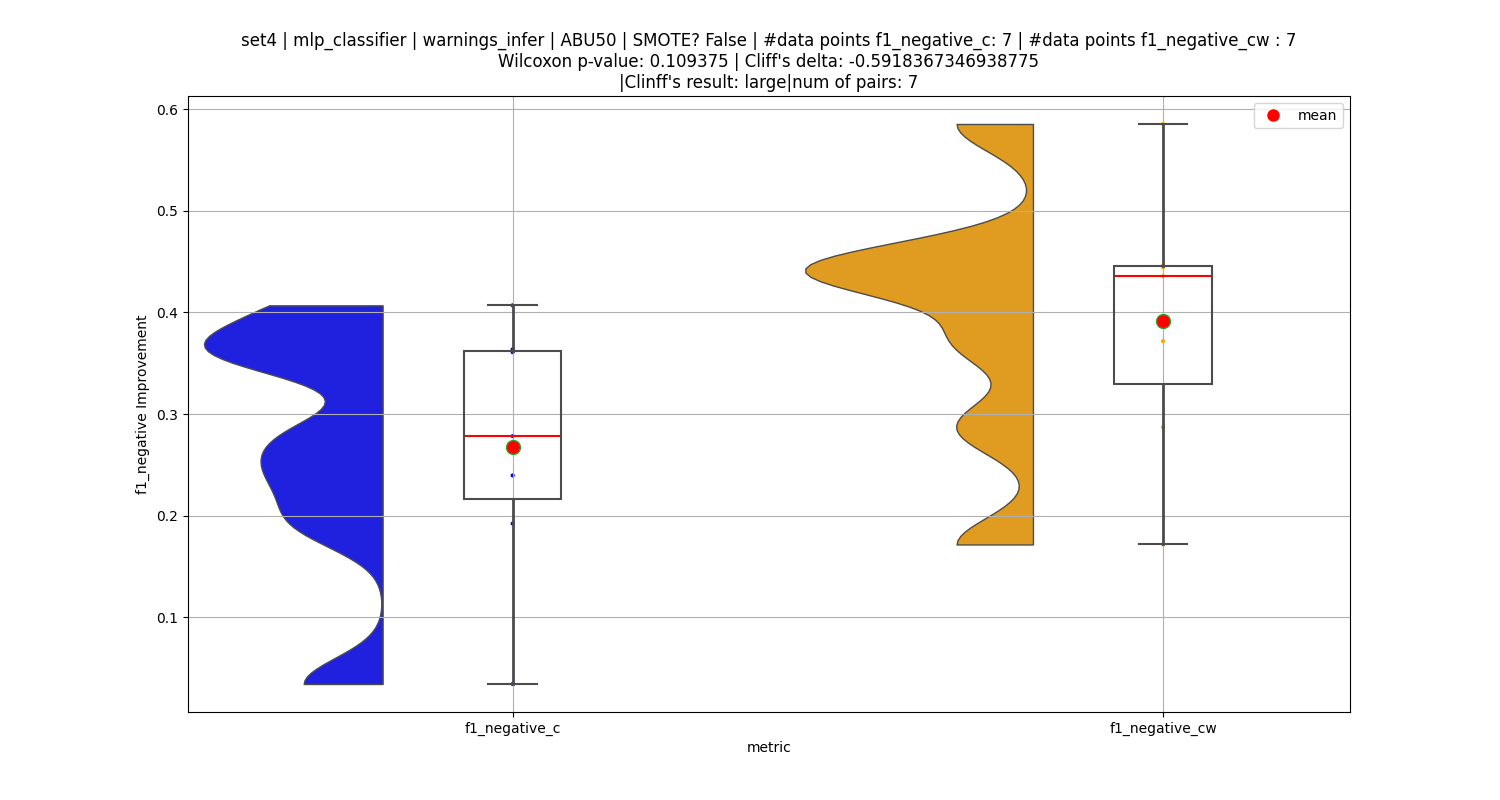 set4 | mlp_classifier | warnings_infer | ABU50 | SMOTE? False | #data points f1_negative_c: 7 | #data points f1_negative_cw : 7
Wilcoxon p-value: 0.109375 | Cliff's delta: -0.5918367346938775
|Clinff's result: large|num of pairs: 7
mean
0.6
0.5
0.4
0.3
0.2
0.1
f1_negative Improvement
f1_negative_c
f1_negative_cw
metric